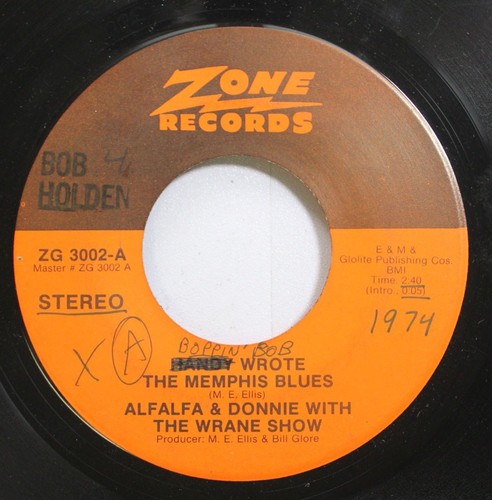 ZONE
RECORDS
BOB 4
HOLDEN
ZG 3002-A
Master # ZG 3002 A
STEREO
E & M &
Glolite Publishing Cos.
BMI
Time: 2:40
(Intro.: 0:05)
1974
X A
BOPPIN' BOB
HANDY WROTE
THE MEMPHIS BLUES
(M. E. Ellis)
ALFALFA & DONNIE WITH
THE WRANE SHOW
Producer: M. E. Ellis & Bill Glore